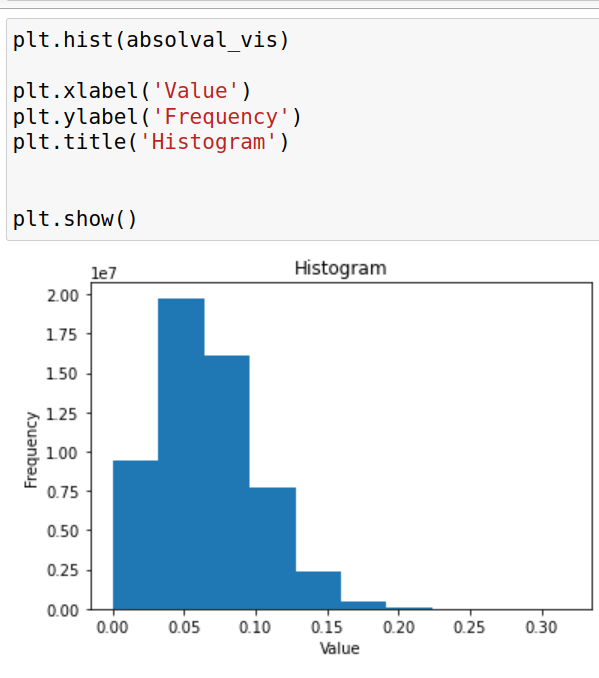 plt.hist(absolval_vis)
plt.xlabel('Value')
plt.ylabel('Frequency')
plt.title('Histogram')
plt.show()
Histogram
1e7
2.00
1.75
1.50
1.25
1.00
0.75
0.50
0.25
0.00
Frequency
0.00 0.05 0.10 0.15 0.20 0.25 0.30
Value